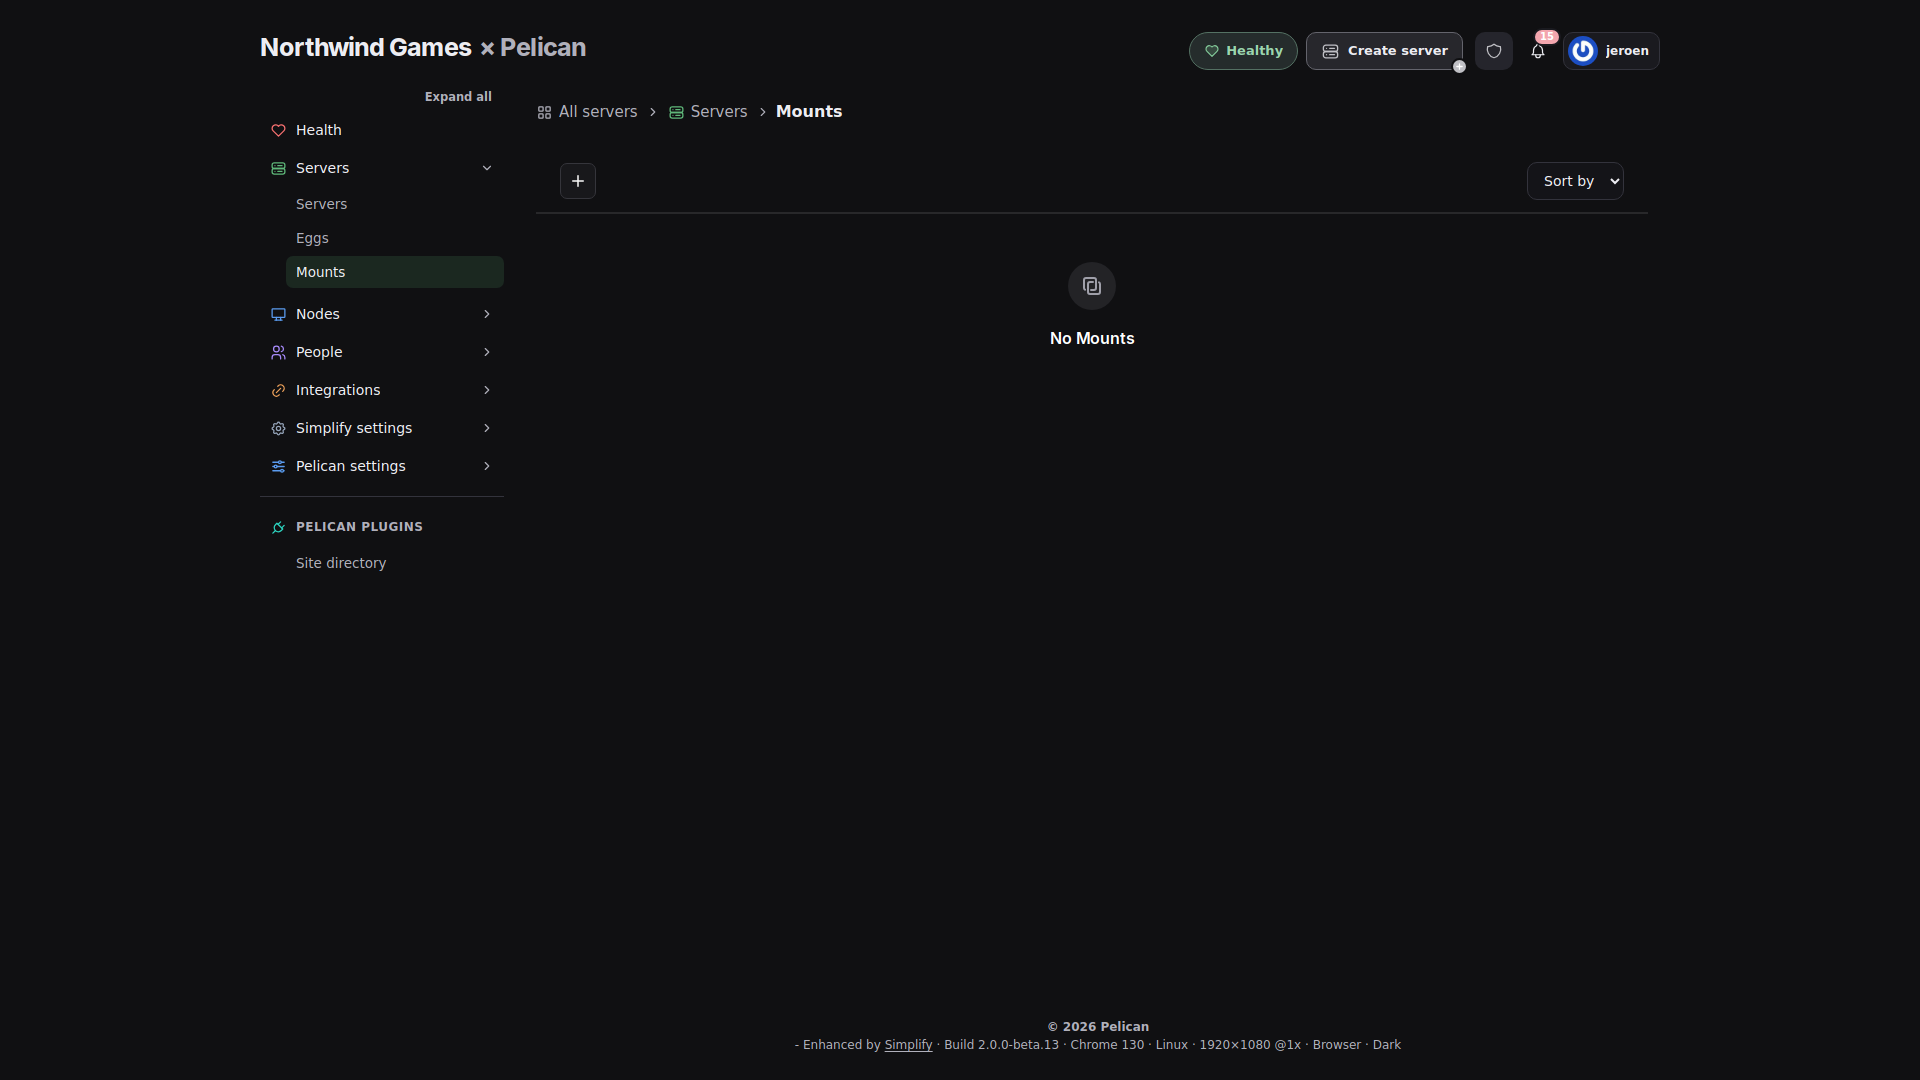 Northwind Games × Pelican
Healthy
Create server
15
jeroen
Expand all
Health
Servers
Servers
Eggs
Mounts
Nodes
People
Integrations
Simplify settings
Pelican settings
PELICAN PLUGINS
Site directory
All servers > Servers > Mounts
Sort by
No Mounts
© 2026 Pelican
- Enhanced by Simplify · Build 2.0.0-beta.13 · Chrome 130 · Linux · 1920×1080 @1x · Browser · Dark